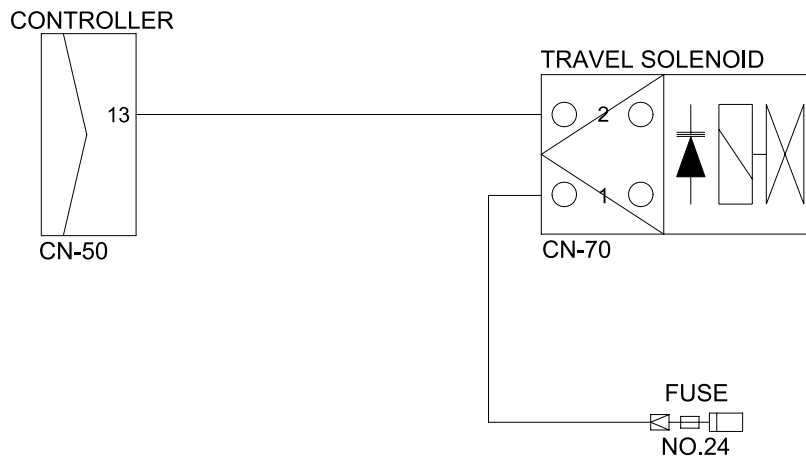 CONTROLLER
TRAVEL SOLENOID
13
2
1
CN-50
CN-70
FUSE
NO.24